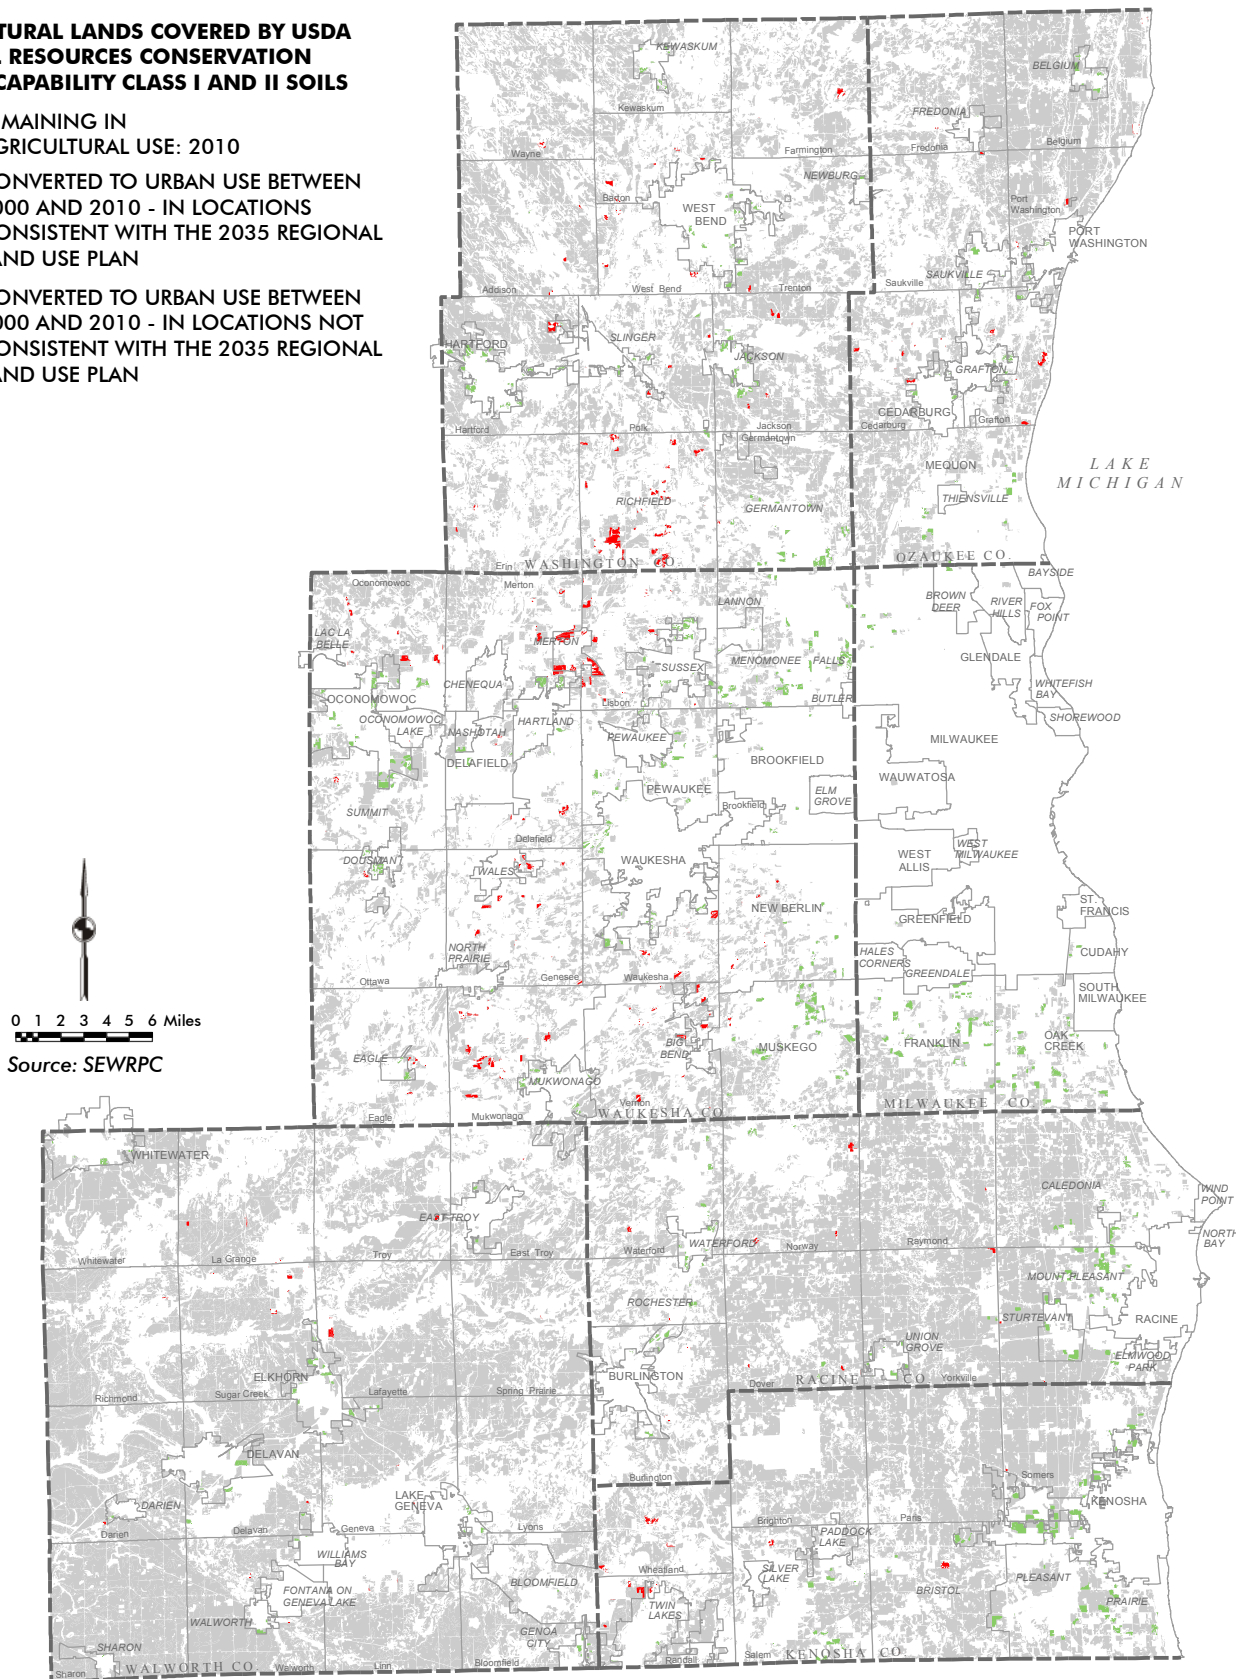 TURAL LANDS COVERED BY USDA
RESOURCES CONSERVATION
CAPABILITY CLASS I AND II SOILS
MAINING IN
GRICULTURAL USE: 2010
ONVERTED TO URBAN USE BETWEEN
000 AND 2010 - IN LOCATIONS
ONSISTENT WITH THE 2035 REGIONAL
AND USE PLAN
ONVERTED TO URBAN USE BETWEEN
000 AND 2010 - IN LOCATIONS NOT
ONSISTENT WITH THE 2035 REGIONAL
AND USE PLAN
KEWASKUM
BELGIUM
Kewaskum
FREDONIA
Wayne
Farmington
Fredonia
Belgium
NEWBURG
Barton
WEST
BEND
Port
Washington
PORT
WASHINGTON
SAUKVILLE
Addison
West Bend
Trenton
Saukville
HARTFORD
SLINGER
JACKSON
GRAFTON
CEDARBURG
Hartford
Polk
Jackson
Germantown
Cedarburg
Grafton
MEQUON
LAKE
MICHIGAN
THIENSVILLE
RICHFIELD
GERMANTOWN
Erin
WASHINGTON CO
OZAUKEE CO.
Oconomowoc
Merton
BAYSIDE
LANNON
BROWN
DEER
RIVER
HILLS
FOX
POINT
LAC LA
BELLE
MERTON
GLENDALE
SUSSEX
MENOMONEE FALLS
CHENEQUA
WHITEFISH
BAY
OCONOMOWOC
Lisbon
BUTLER
OCONOMOWOC
LAKE
NASHOTAH
HARTLAND
SHOREWOOD
PEWAUKEE
MILWAUKEE
DELAFIELD
BROOKFIELD
WAUWATOSA
PEWAUKEE
ELM
GROVE
Brookfield
SUMMIT
Delafield
DOUSMAN
WALES
WAUKESHA
WEST
ALLIS
WEST
MILWAUKEE
NEW BERLIN
GREENFIELD
ST.
FRANCIS
NORTH
PRAIRIE
HALES
CORNERS
GREENDALE
CUDAHY
Ottawa
Genesee
Waukesha
SOUTH
MILWAUKEE
0 1 2 3 4 5 6 Miles
Source: SEWRPC
EAGLE
BIG
BEND
MUSKEGO
FRANKLIN
OAK
CREEK
MUKWONAGO
Eagle
Mukwonago
Vernon
WAUKESHA CO
MILWAUKEE CO
WHITEWATER
CALEDONIA
WIND
POINT
EAST TROY
NORTH
BAY
Whitewater
La Grange
Troy
East Troy
Waterford
WATERFORD
Norway
Raymond
MOUNT PLEASANT
ROCHESTER
STURTEVANT
RACINE
UNION
GROVE
ELMWOOD
PARK
ELKHORN
BURLINGTON
Richmond
Sugar Creek
Lafayette
Spring Prairie
Dover
RACINE CO
Yorkville
DELAVAN
Burlington
Somers
LAKE
GENEVA
KENOSHA
DARIEN
Darien
Delavan
Geneva
Lyons
Brighton
Paris
PADDOCK
LAKE
WILLIAMS
BAY
Wheatland
SILVER
LAKE
BLOOMFIELD
FONTANA ON
GENEVA LAKE
BRISTOL
PLEASANT
PRAIRIE
TWIN
LAKES
WALWORTH
GENOA
CITY
SHARON
Sharon
WALWORTH CO
Walworth
Linn
Bloomfield
Randall
Salem
KENOSHA CO